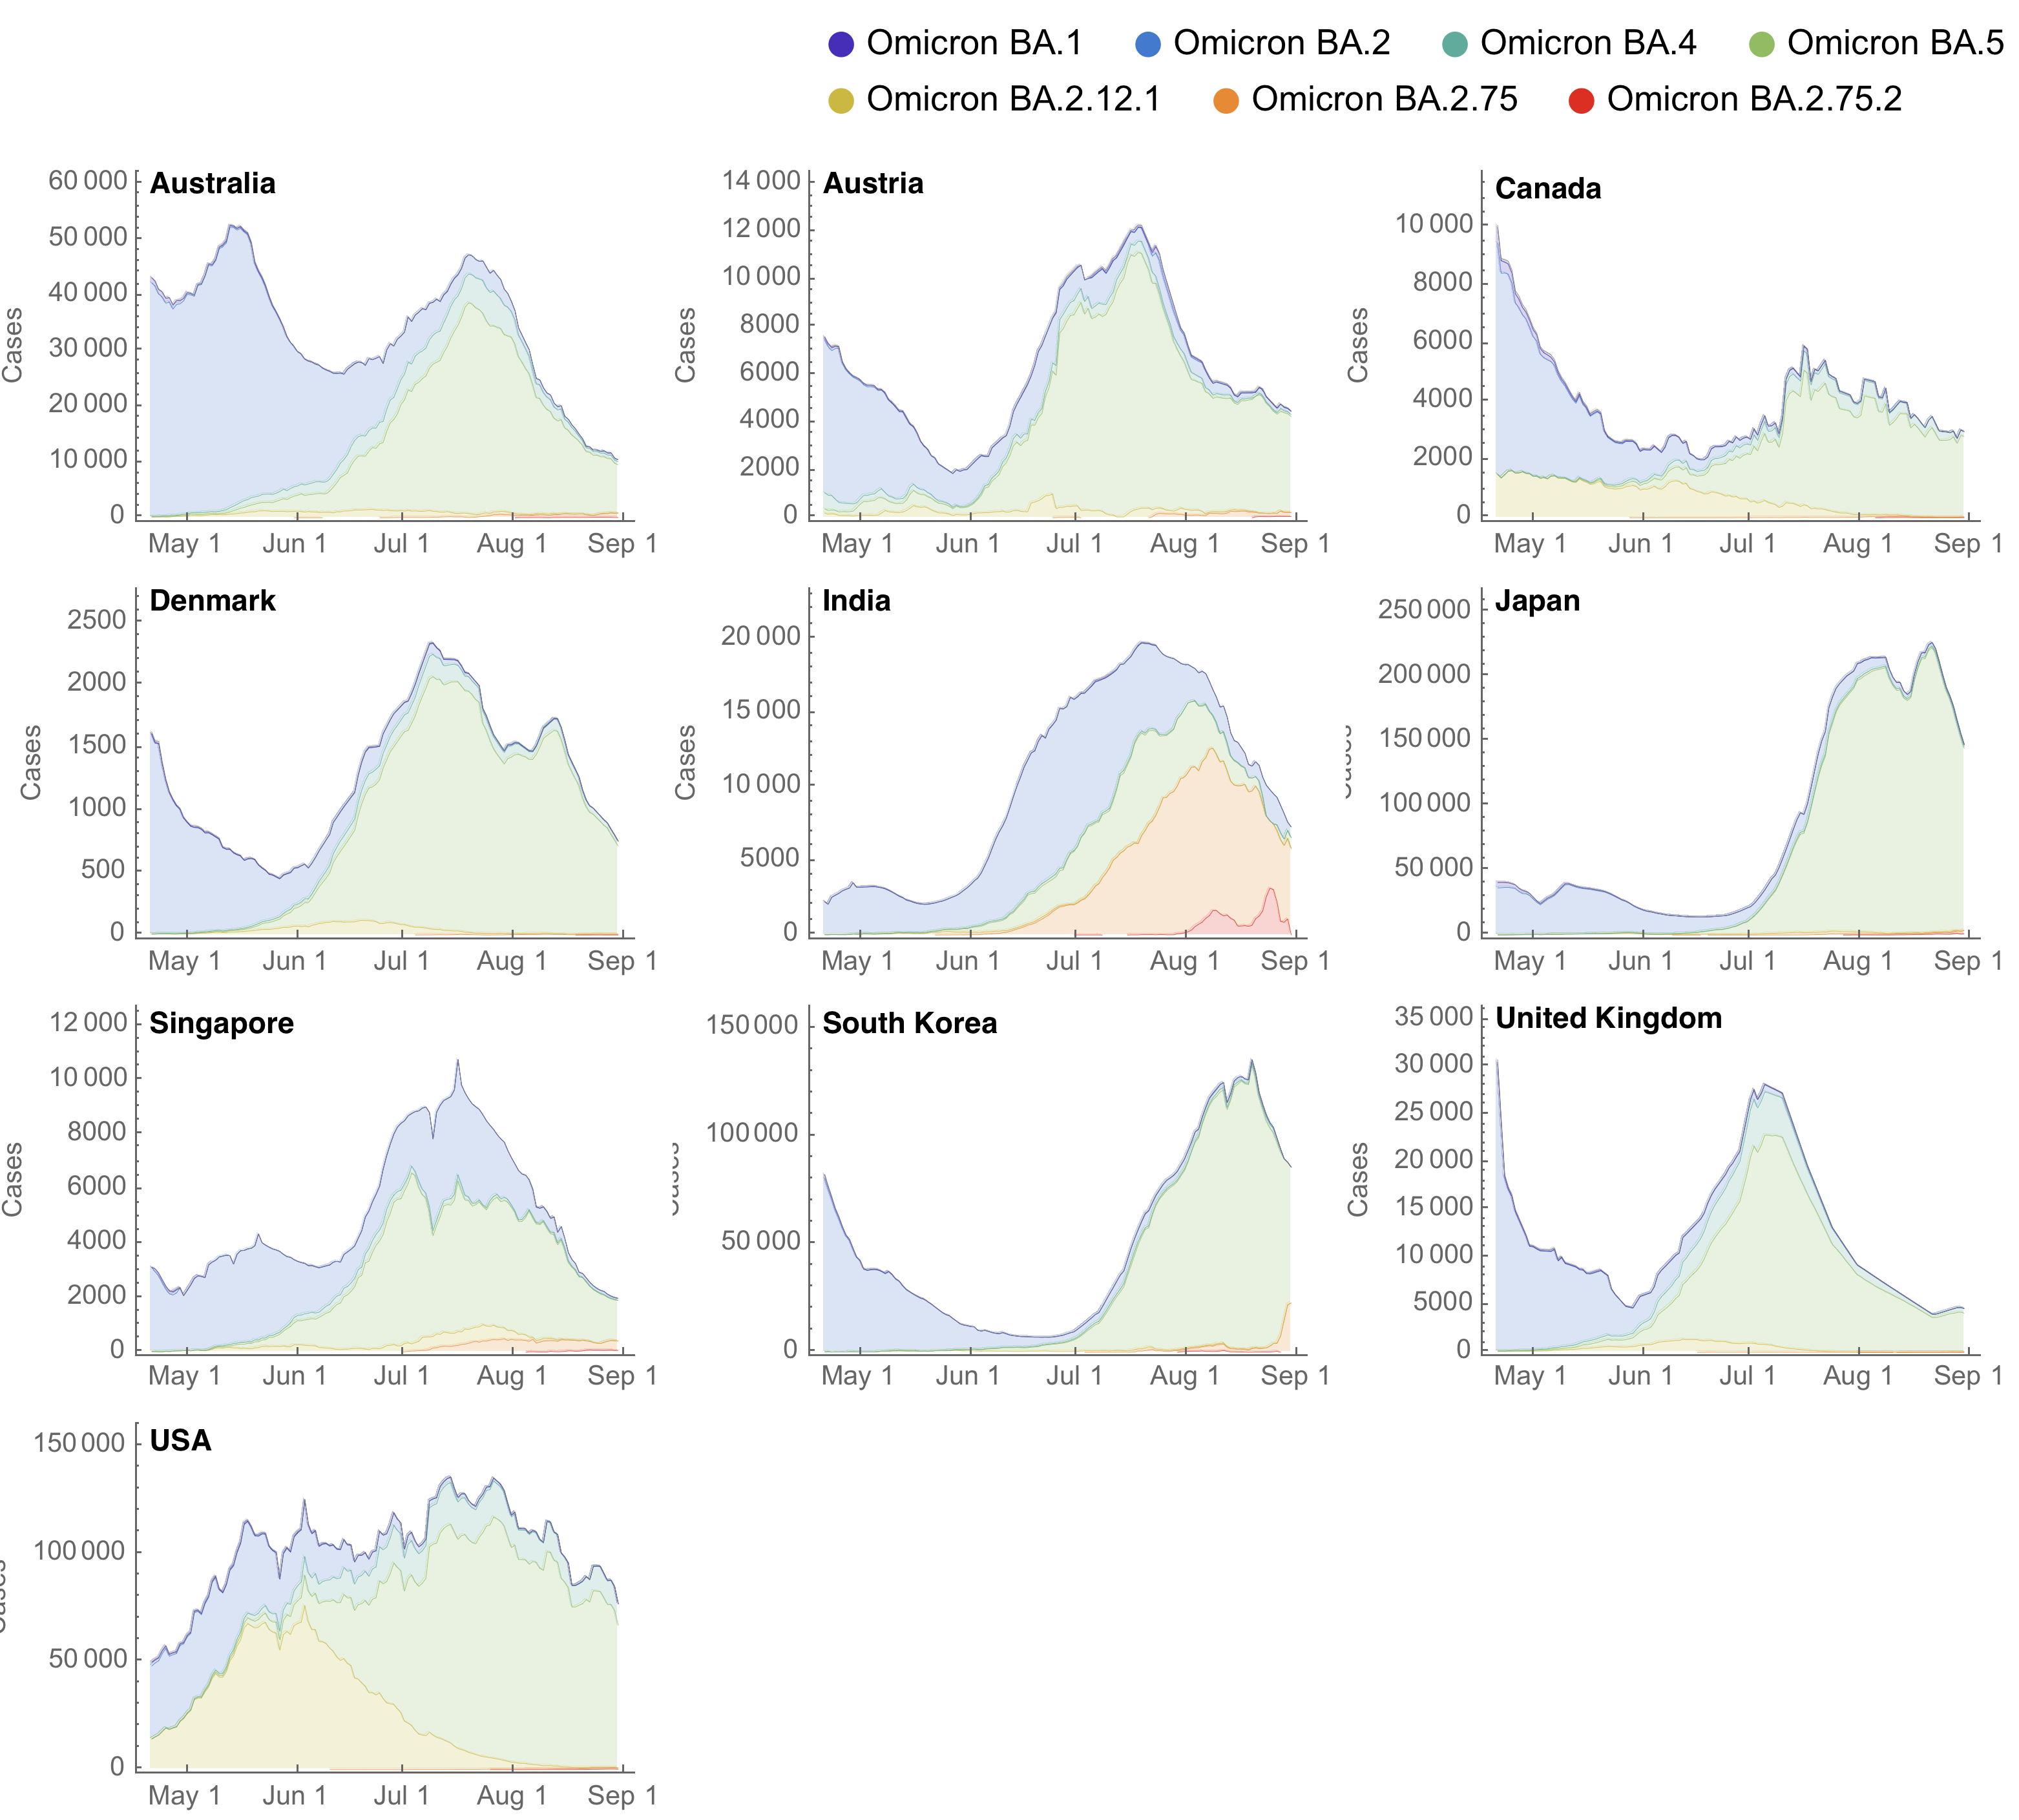 Omicron BA.1 Omicron BA.2 Omicron BA.4 Omicron BA.5
Omicron BA.2.12.1 Omicron BA.2.75 Omicron BA.2.75.2
Australia
60 000
50 000
40 000
30 000
20 000
10 000
0
Cases
May 1 Jun 1 Jul 1 Aug 1 Sep 1
Austria
14 000
12 000
10 000
8000
6000
4000
2000
0
Cases
May 1 Jun 1 Jul 1 Aug 1 Sep 1
Canada
10 000
8000
6000
4000
2000
0
Cases
May 1 Jun 1 Jul 1 Aug 1 Sep 1
Denmark
2500
2000
1500
1000
500
0
Cases
May 1 Jun 1 Jul 1 Aug 1 Sep 1
India
20 000
15 000
10 000
5000
0
Cases
May 1 Jun 1 Jul 1 Aug 1 Sep 1
Japan
250 000
200 000
150 000
100 000
50 000
0
Cases
May 1 Jun 1 Jul 1 Aug 1 Sep 1
Singapore
12 000
10 000
8000
6000
4000
2000
0
Cases
May 1 Jun 1 Jul 1 Aug 1 Sep 1
South Korea
150 000
100 000
50 000
0
Cases
May 1 Jun 1 Jul 1 Aug 1 Sep 1
United Kingdom
35 000
30 000
25 000
20 000
15 000
10 000
5000
0
Cases
May 1 Jun 1 Jul 1 Aug 1 Sep 1
USA
150 000
100 000
50 000
0
Cases
May 1 Jun 1 Jul 1 Aug 1 Sep 1